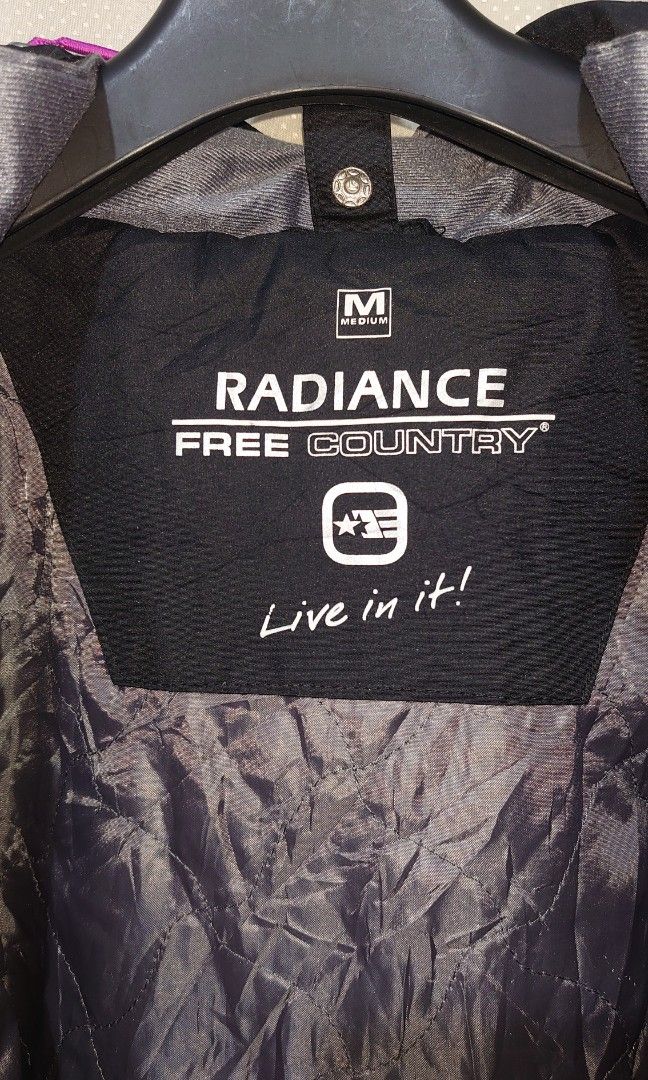 M
MEDIUM
RADIANCE
FREE COUNTRY®
Live in it!